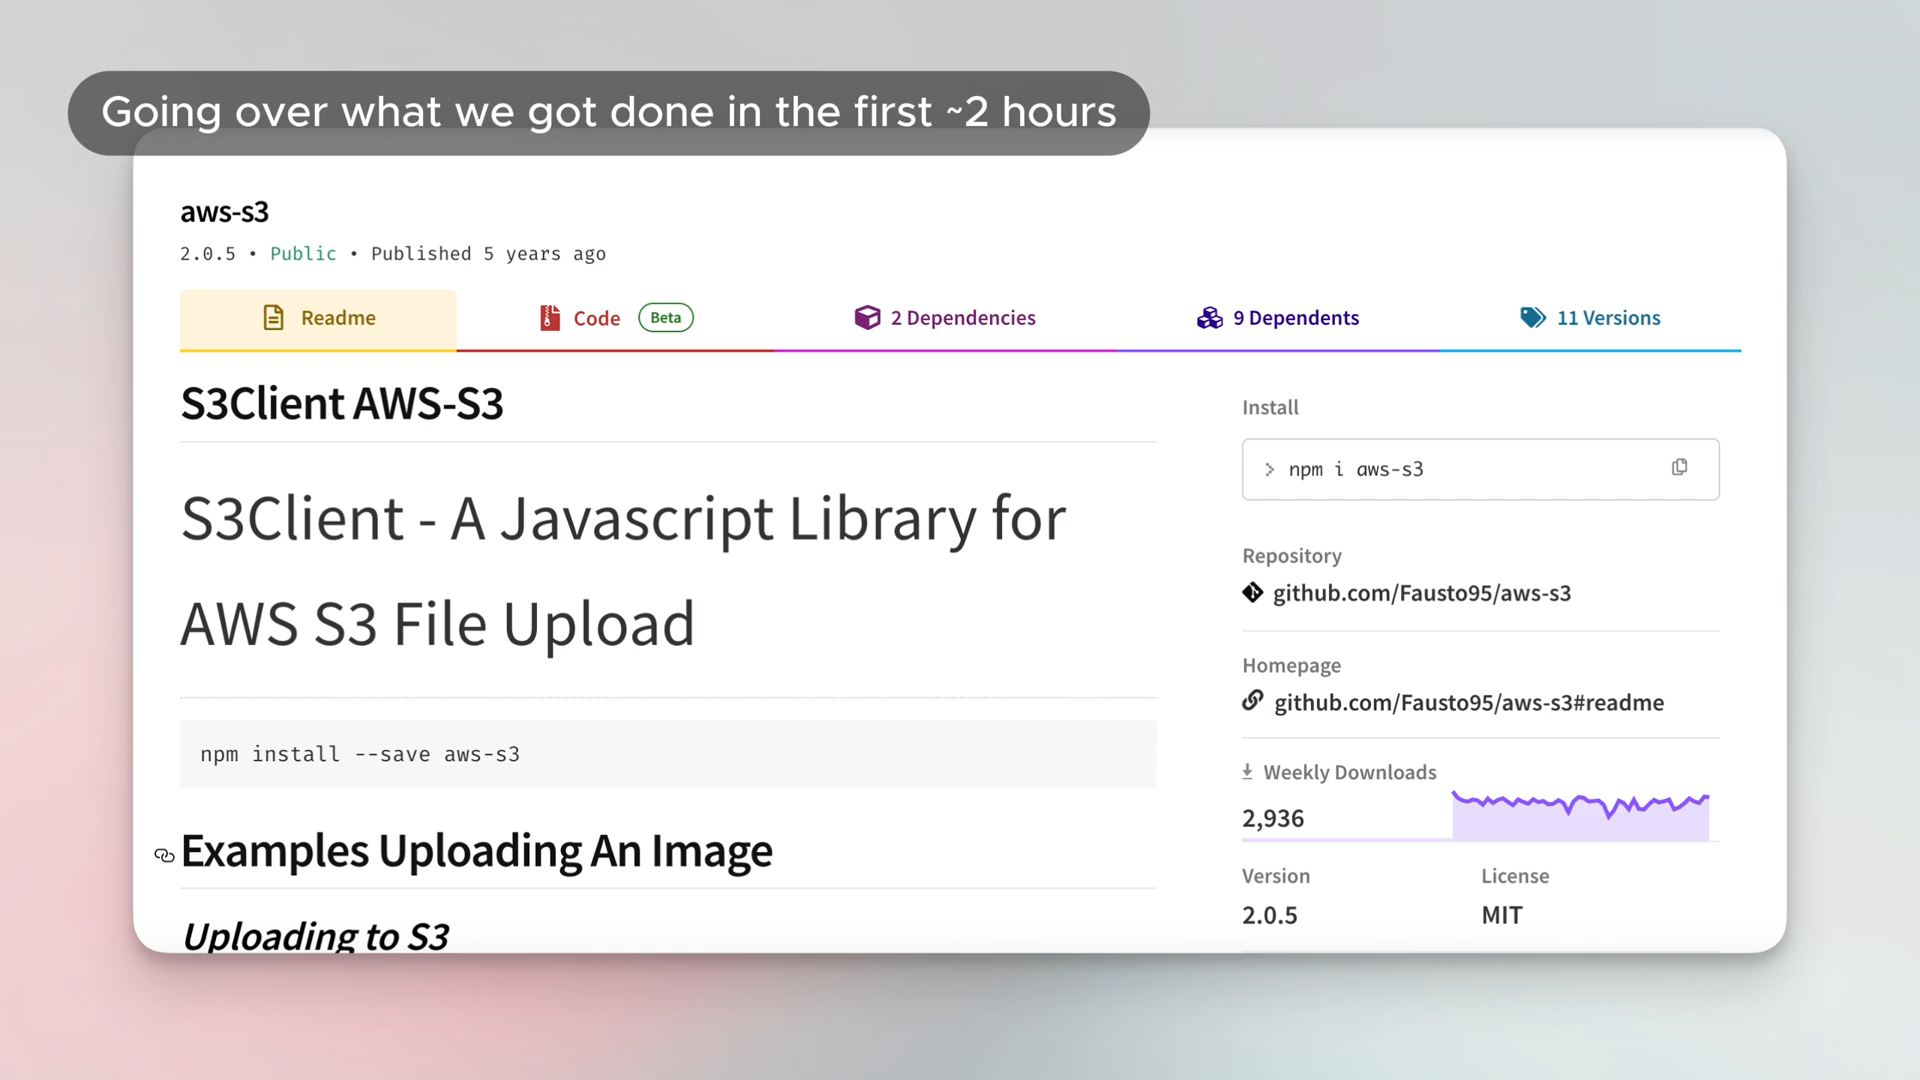 Going over what we got done in the first ~2 hours
aws-s3
2.0.5 • Public • Published 5 years ago
Readme
Code Beta
2 Dependencies
9 Dependents
11 Versions
S3Client AWS-S3
S3Client - A Javascript Library for
AWS S3 File Upload
npm install --save aws-s3
Examples Uploading An Image
Uploading to S3
Install
> npm i aws-s3
Repository
github.com/Fausto95/aws-s3
Homepage
github.com/Fausto95/aws-s3#readme
Weekly Downloads
2,936
Version
2.0.5
License
MIT